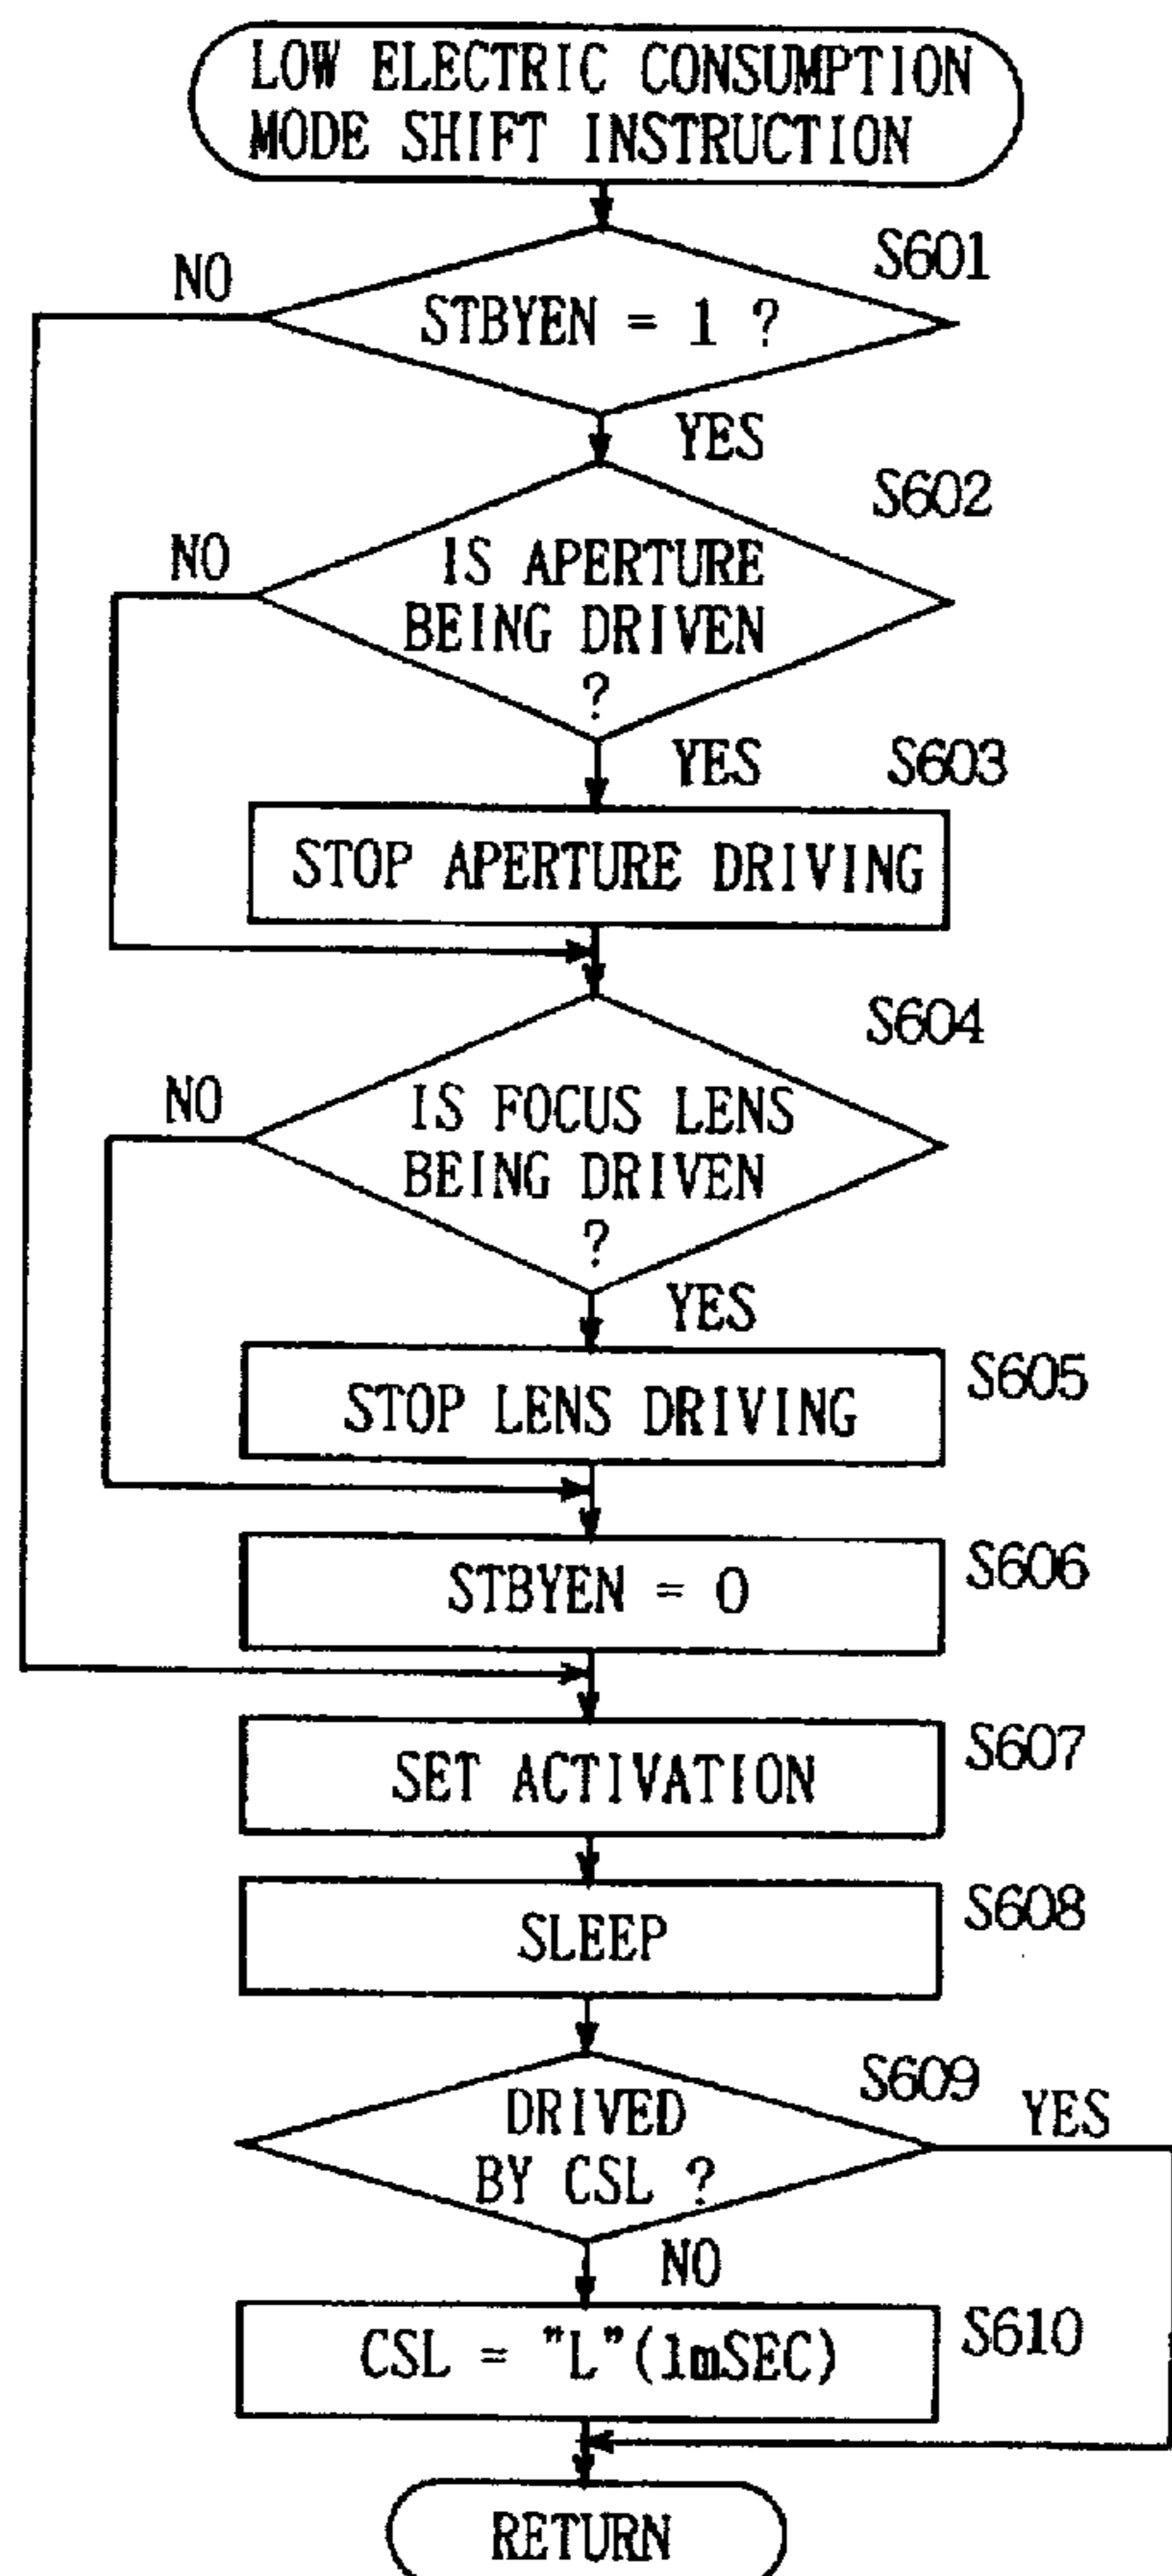 LOW ELECTRIC CONSUMPTION
MODE SHIFT INSTRUCTION
S601
NO
STBYEN = 1 ?
YES
S602
NO
IS APERTURE
BEING DRIVEN
?
YES
S603
STOP APERTURE DRIVING
S604
NO
IS FOCUS LENS
BEING DRIVEN
?
YES
S605
STOP LENS DRIVING
S606
STBYEN = 0
S607
SET ACTIVATION
S608
SLEEP
S609
YES
DRIVED
BY CSL ?
NO
S610
CSL = "L"(1mSEC)
RETURN